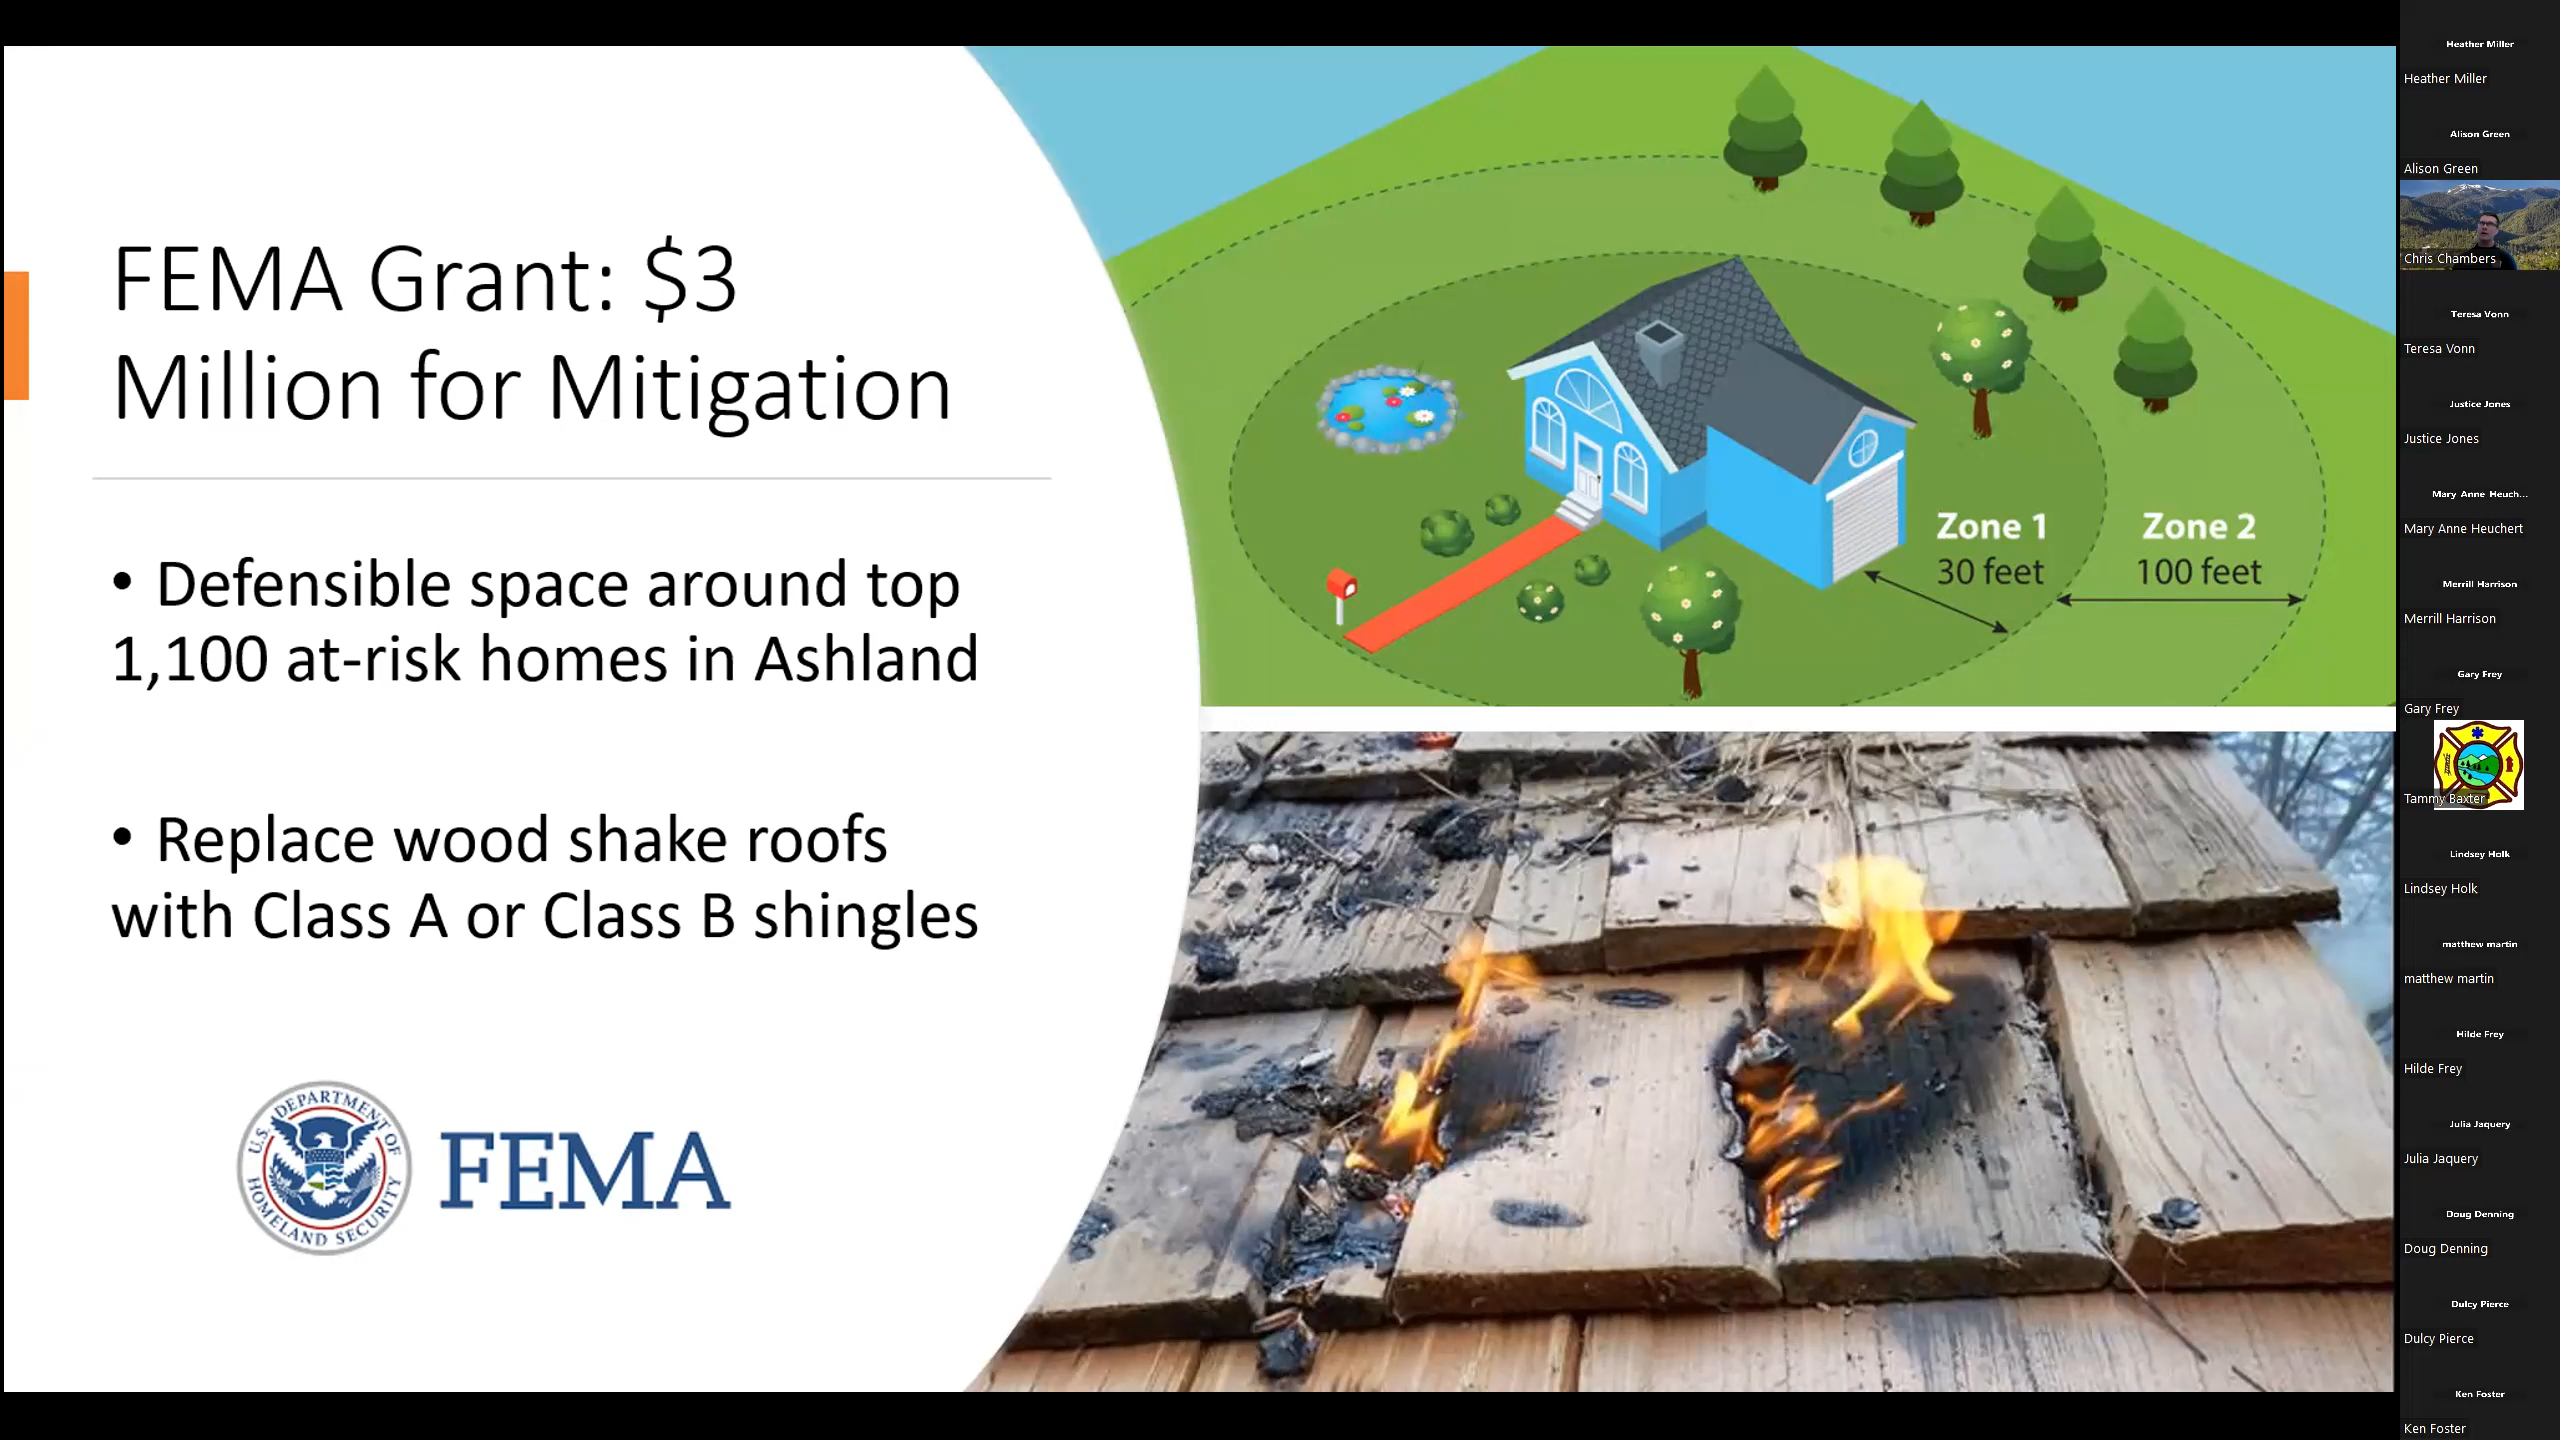 FEMA Grant: $3
Million for Mitigation
• Defensible space around top
1,100 at-risk homes in Ashland
• Replace wood shake roofs
with Class A or Class B shingles
U.S. DEPARTMENT OF
HOMELAND SECURITY
FEMA
Zone 1
30 feet
Zone 2
100 feet
Heather Miller
Heather Miller
Alison Green
Alison Green
Chris Chambers
Teresa Vonn
Teresa Vonn
Justice Jones
Justice Jones
Mary Anne Heuch...
Mary Anne Heuchert
Merrill Harrison
Merrill Harrison
Gary Frey
Gary Frey
Tammy Baxter
Lindsey Holk
Lindsey Holk
matthew martin
matthew martin
Hilde Frey
Hilde Frey
Julia Jaquery
Julia Jaquery
Doug Denning
Doug Denning
Dulcy Pierce
Dulcy Pierce
Ken Foster
Ken Foster